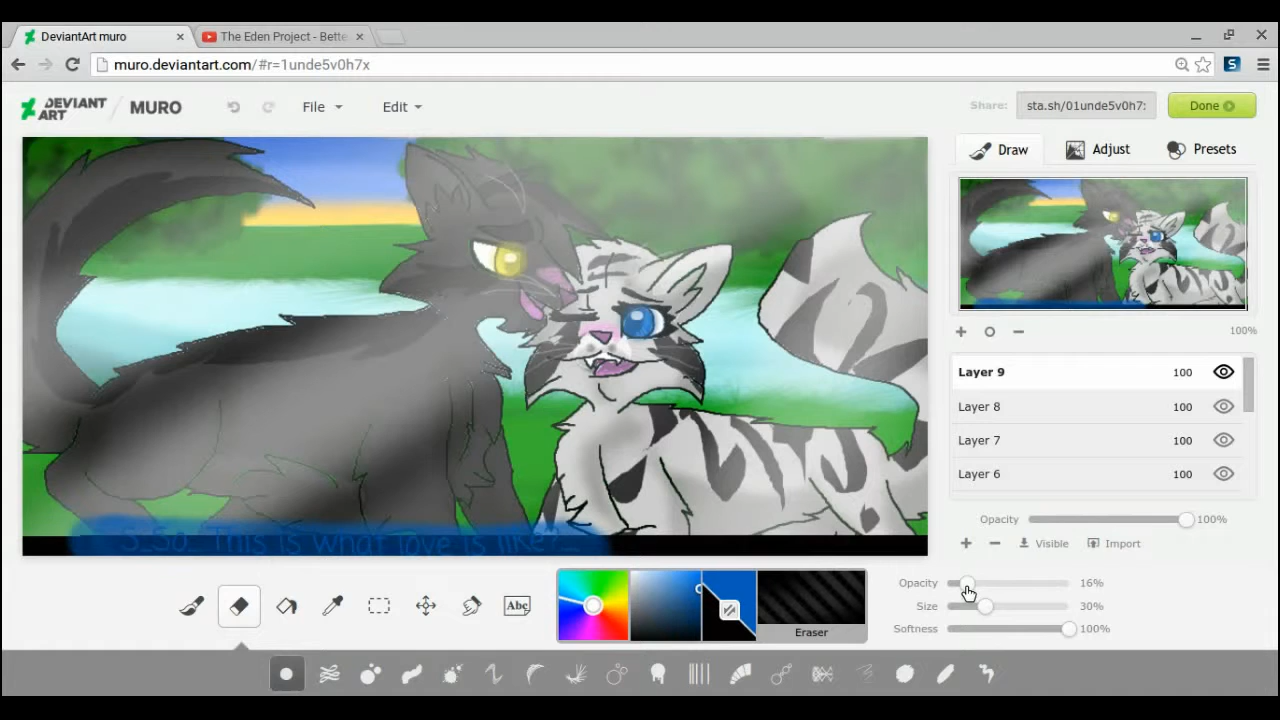 DeviantArt muro
The Eden Project - Bette
muro.deviantart.com/#r=1unde5v0h7x
DEVIANT ART / MURO
File
Edit
Share:
sta.sh/01unde5v0h7:
Done
Draw
Adjust
Presets
100%
Layer 9 100
Layer 8 100
Layer 7 100
Layer 6 100
Opacity 100%
+ - Visible Import
S_So_ This is what love is like?_
Abc
Eraser
Opacity 16%
Size 30%
Softness 100%